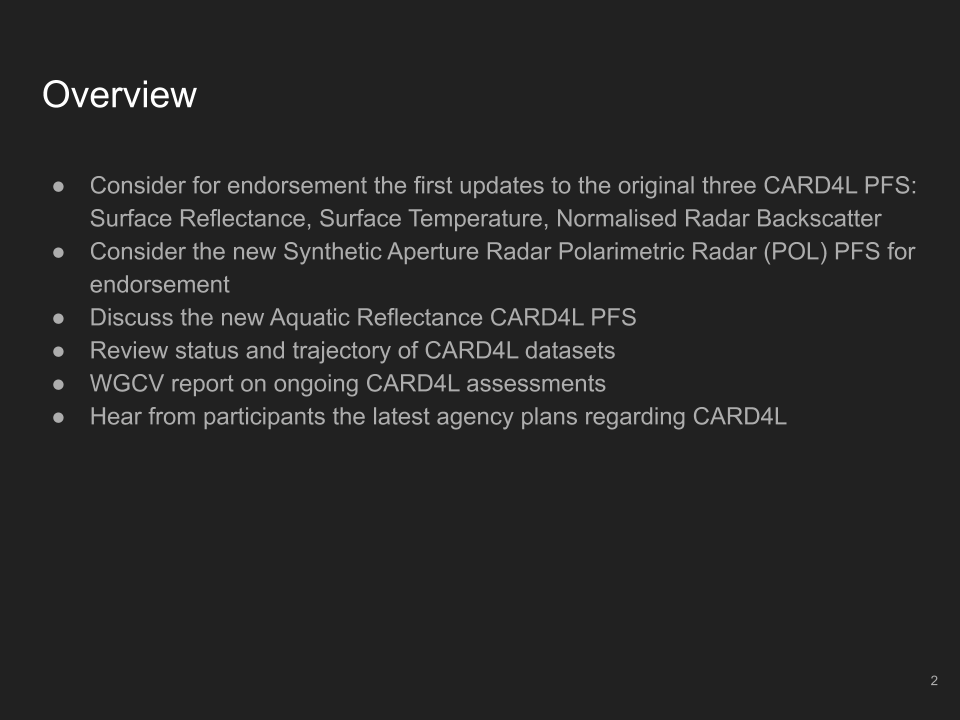 Overview
● Consider for endorsement the first updates to the original three CARD4L PFS:
Surface Reflectance, Surface Temperature, Normalised Radar Backscatter
● Consider the new Synthetic Aperture Radar Polarimetric Radar (POL) PFS for
endorsement
● Discuss the new Aquatic Reflectance CARD4L PFS
● Review status and trajectory of CARD4L datasets
● WGCV report on ongoing CARD4L assessments
● Hear from participants the latest agency plans regarding CARD4L
2